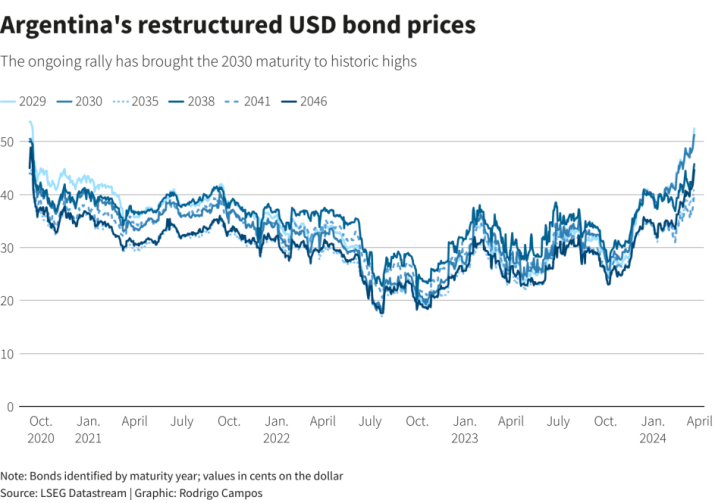 Argentina's restructured USD bond prices
The ongoing rally has brought the 2030 maturity to historic highs
2029 2030 2035 2038 2041 2046
50
40
30
20
10
0
Oct. Jan. April July Oct. Jan. April July Oct. Jan. April July Oct. Jan. April
2020 2021 2022 2023 2024
Note: Bonds identified by maturity year; values in cents on the dollar
Source: LSEG Datastream | Graphic: Rodrigo Campos